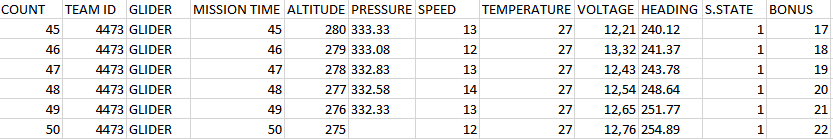 COUNT TEAM ID GLIDER MISSION TIME ALTITUDE PRESSURE SPEED TEMPERATURE VOLTAGE HEADING S.STATE BONUS
45 4473 GLIDER 45 280 333.33 13 27 12,21 240.12 1 17
46 4473 GLIDER 46 279 333.08 12 27 13,32 241.37 1 18
47 4473 GLIDER 47 278 332.83 13 27 12,43 243.78 1 19
48 4473 GLIDER 48 277 332.58 14 27 12,54 248.64 1 20
49 4473 GLIDER 49 276 332.33 13 27 12,65 251.77 1 21
50 4473 GLIDER 50 275 12 27 12,76 254.89 1 22